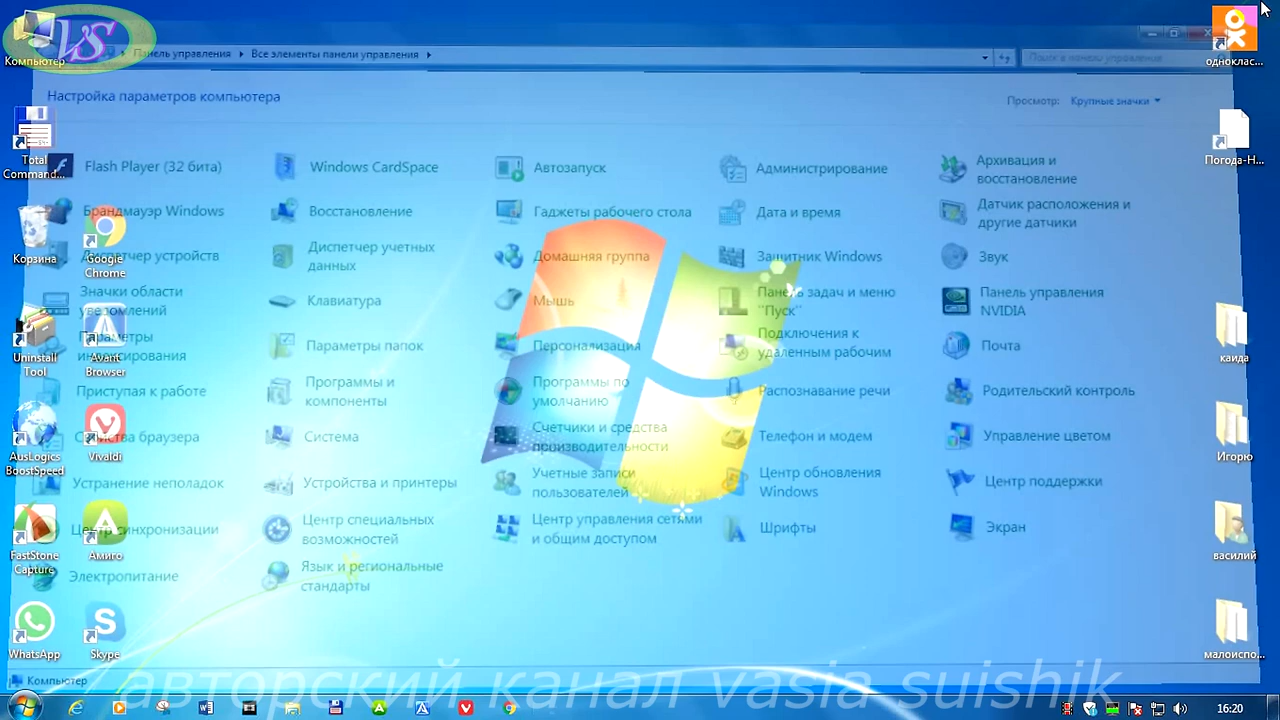 VS
Компьютер
Панель управления
Все элементы панели управления
Поиск в панели управления
однокла...
Настройка параметров компьютера
Просмотр:
Крупные значки
Total
Command...
Погода-Н...
Flash Player (32 бита)
Windows CardSpace
Автозапуск
Администрирование
Архивация и
восстановление
Брандмауэр Windows
Восстановление
Гаджеты рабочего стола
Дата и время
Датчик расположения и
другие датчики
Корзина
Google
Chrome
Диспетчер устройств
Диспетчер учетных
данных
Домашняя группа
Защитник Windows
Звук
Значки области
уведомлений
Клавиатура
Мышь
Панель задач и меню
"Пуск"
Панель управления
NVIDIA
Uninstall
Tool
Avant
Browser
Параметры
индексирования
Параметры папок
Персонализация
Подключения к
удаленным рабочим
Почта
каида
Приступая к работе
Программы и
компоненты
Программы по
умолчанию
Распознавание речи
Родительский контроль
AusLogics
BoostSpeed
Vivaldi
Свойства браузера
Система
Счетчики и средства
производительности
Телефон и модем
Управление цветом
Игорю
Устранение неполадок
Устройства и принтеры
Учетные записи
пользователей
Центр обновления
Windows
Центр поддержки
FastStone
Capture
Амиго
Центр синхронизации
Центр специальных
возможностей
Центр управления сетями
и общим доступом
Шрифты
Экран
василий
Электропитание
Язык и региональные
стандарты
WhatsApp
Skype
малоиспо...
Компьютер
авторский канал vasia suishik
16:20